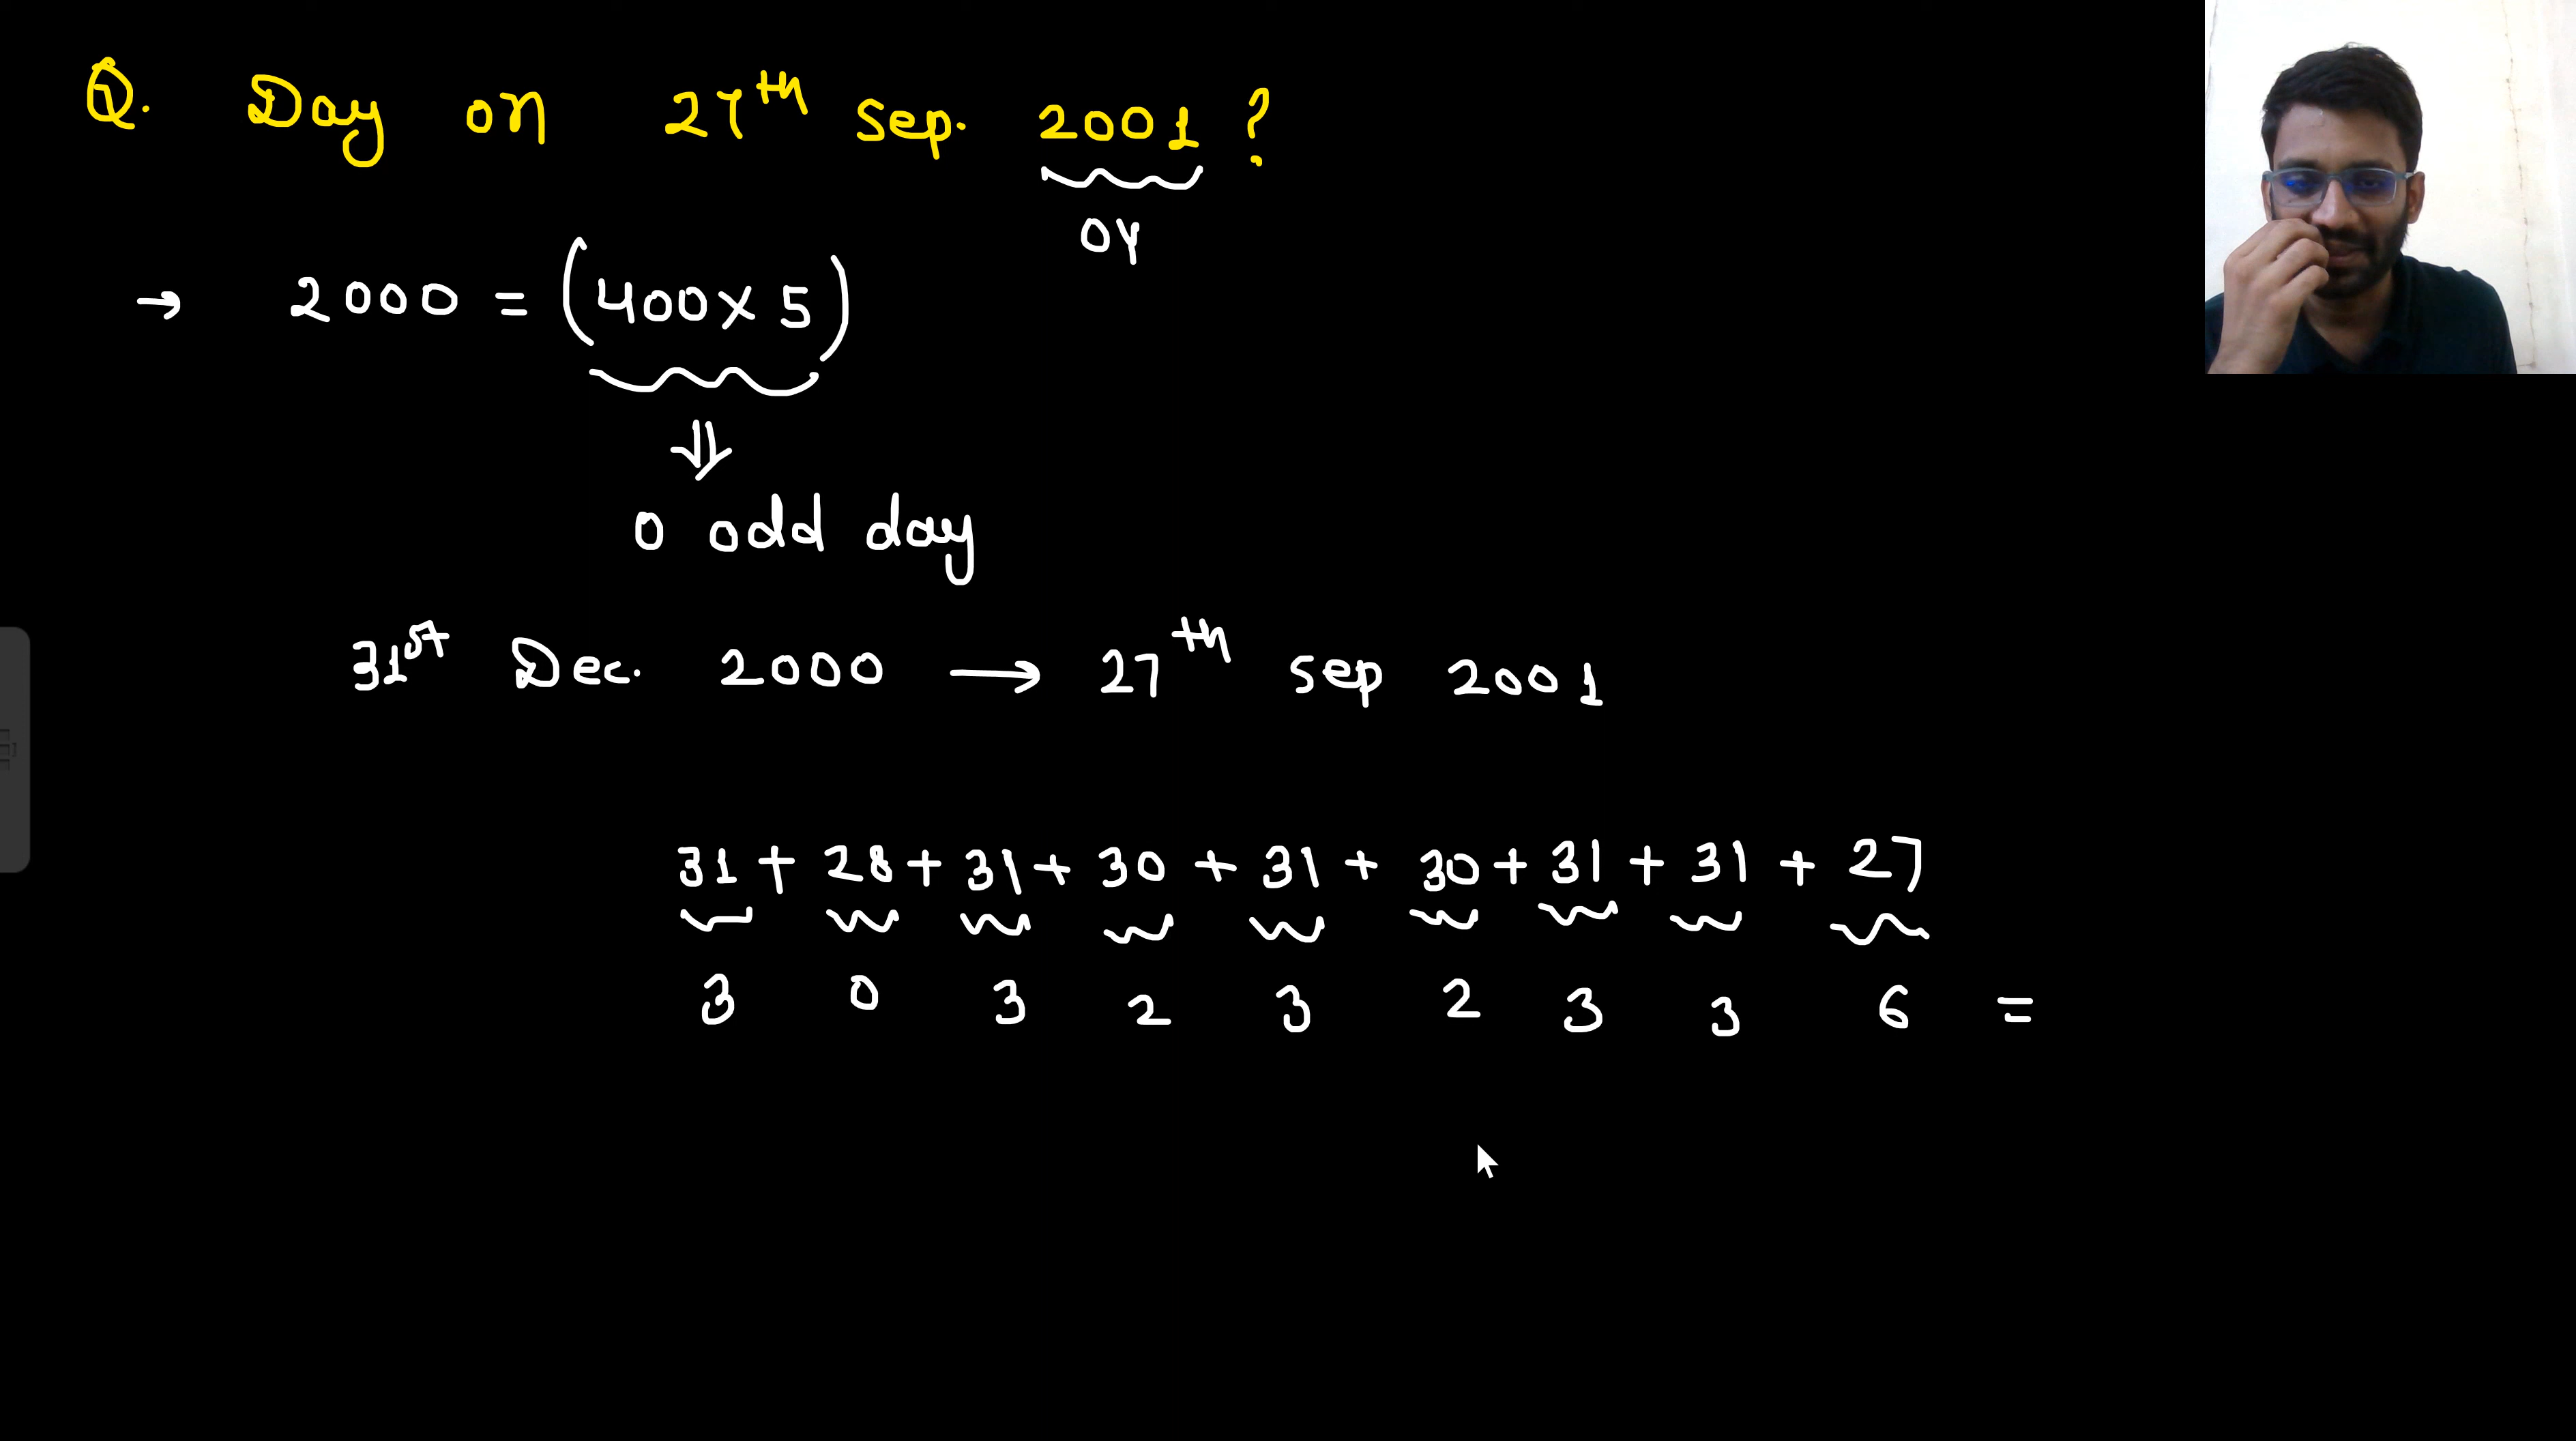 Q. Day on 27th sep. 2001 ?
OY
→ 2000 = (400 x 5)
⇓
0 odd day
31st Dec. 2000 → 27th sep 2001
31 + 28 + 31 + 30 + 31 + 30 + 31 + 31 + 27
3 0 3 2 3 2 3 3 6 =